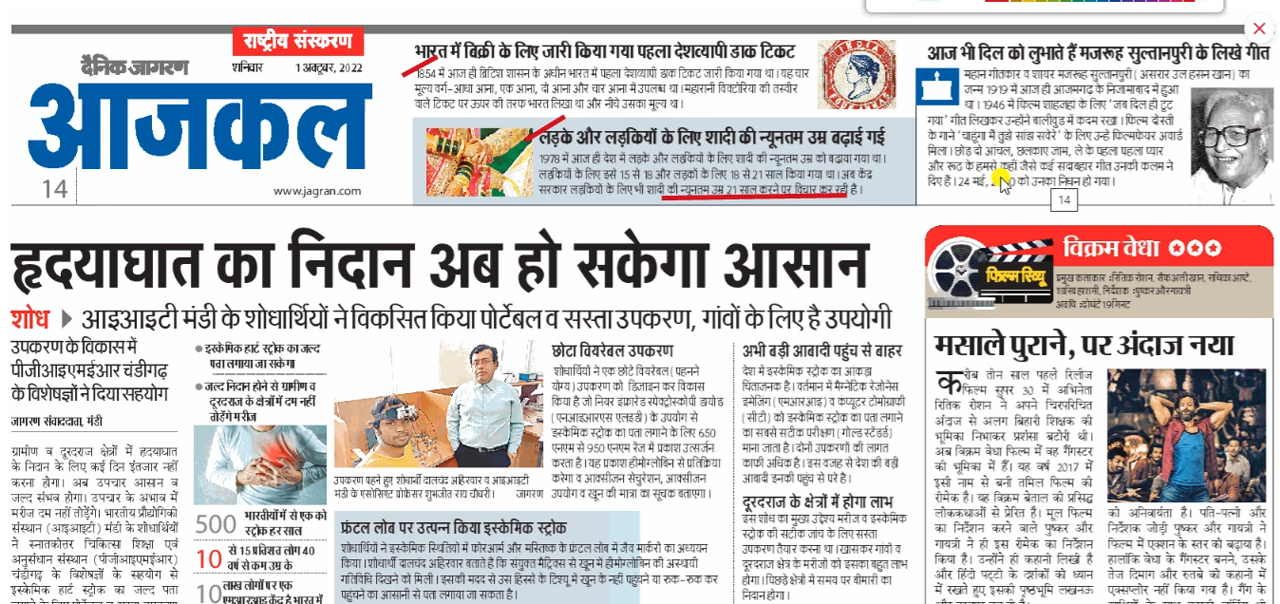 राष्ट्रीय संस्करण
दैनिक जागरण
शनिवार 1 अक्टूबर, 2022
आजकल
14
www.jagran.com
भारत में बिक्री के लिए जारी किया गया पहला देशव्यापी डाक टिकट
1854 में आज ही ब्रिटिश शासन के अधीन भारत में पहला देशव्यापी डाक टिकट जारी किया गया था। यह चार
मूल्य वर्ग-आधा आना, एक आना, दो आना और चार आना में उपलब्ध था। महारानी विक्टोरिया की तस्वीर
वाले टिकट पर ऊपर की तरफ भारत लिखा था और नीचे उसका मूल्य था।
INDIA
लड़के और लड़कियों के लिए शादी की न्यूनतम उम्र बढ़ाई गई
1978 में आज ही देश में लड़के और लड़कियों के लिए शादी की न्यूनतम उम्र को बढ़ाया गया था।
लड़कियों के लिए इसे 15 से 18 और लड़कों के लिए 18 से 21 साल किया गया था। अब केंद्र
सरकार लड़कियों के लिए भी शादी की न्यूनतम उम्र 21 साल करने पर विचार कर रही है।
आज भी दिल को लुभाते हैं मजरूह सुल्तानपुरी के लिखे गीत
महान गीतकार व शायर मजरूह सुल्तानपुरी (असरार उल हसन खान) का
जन्म 1919 में आज ही आजमगढ़ के निजामाबाद में हुआ
था। 1946 में फिल्म शाहजहां के लिए 'जब दिल ही टूट
गया' गीत लिखकर उन्होंने बालीवुड में कदम रखा। फिल्म दोस्ती
के गाने 'चाहूंगा मैं तुझे सांझ सवेरे' के लिए उन्हें फिल्मफेयर अवार्ड
मिला। छोड़ दो आंचल, छलकाए जाम, ले के पहला पहला प्यार
और रूठ के हमसे कहीं जैसे कई सदाबहार गीत उनकी कलम ने
दिए हैं। 24 मई, को उनका निधन हो गया।
14
हृदयाघात का निदान अब हो सकेगा आसान
शोध आइआइटी मंडी के शोधार्थियों ने विकसित किया पोर्टेबल व सस्ता उपकरण, गांवों के लिए है उपयोगी
उपकरण के विकास में
पीजीआइएमईआर चंडीगढ़
के विशेषज्ञों ने दिया सहयोग
जागरण संवाददाता, मंडी
ग्रामीण व दूरदराज क्षेत्रों में हृदयाघात
के निदान के लिए कई दिन इंतजार नहीं
करना होगा। अब उपचार आसान व
जल्द संभव होगा। उपचार के अभाव में
मरीज दम नहीं तोड़ेंगे। भारतीय प्रौद्योगिकी
संस्थान (आइआइटी) मंडी के शोधार्थियों
ने स्नातकोत्तर चिकित्सा शिक्षा एवं
अनुसंधान संस्थान (पीजीआइएमईआर)
चंडीगढ़ के विशेषज्ञों के सहयोग से
इस्केमिक हार्ट स्ट्रोक का जल्द पता
इस्केमिक हार्ट स्ट्रोक का जल्द
पता लगाया जा सकेगा
जल्द निदान होने से ग्रामीण व
दूरदराज के क्षेत्रों में दम नहीं
तोड़ेंगे मरीज
500 भारतीयों में से एक को
स्ट्रोक हर साल
10 से 15 प्रतिशत लोग 40
वर्ष से कम उम्र के
10 लाख लोगों पर एक
एमआरआइ केंद्र है भारत में
उपकरण पहने हुए शोधार्थी दालचंद अहिरवार व आइआइटी
मंडी के एसोसिएट प्रोफेसर शुभजीत राय चौधरी। जागरण
छोटा वियरेबल उपकरण
शोधार्थियों ने एक छोटे वियरेबल (पहनने
योग्य) उपकरण को डिजाइन कर विकास
किया है जो नियर इंफ्रारेड स्पेक्ट्रोस्कोपी डायोड
(एनआइआरएस एलईडी) के उपयोग से
इस्केमिक स्ट्रोक का पता लगाने के लिए 650
एनएम से 950 एनएम रेंज में प्रकाश उत्सर्जन
करता है। यह प्रकाश हीमोग्लोबिन से प्रतिक्रिया
करेगा व आक्सीजन सेचुरेशन, आक्सीजन
उपयोग व खून की मात्रा का सूचक बताएगा।
फ्रंटल लोब पर उत्पन्न किया इस्केमिक स्ट्रोक
शोधार्थियों ने इस्केमिक स्थितियों में फोरआर्म और मस्तिष्क के फ्रंटल लोब में जैव मार्करों का अध्ययन
किया। शोधार्थी दालचंद अहिरवार बताते हैं कि संयुक्त मैट्रिक्स से खून में हीमोग्लोबिन की अस्थायी
गतिविधि दिखने को मिली। इसकी मदद से उस हिस्से के टिश्यू में खून के नहीं पहुंचने या रुक-रुक कर
पहुंचने का आसानी से पता लगाया जा सकता है।
अभी बड़ी आबादी पहुंच से बाहर
देश में इस्केमिक स्ट्रोक का आंकड़ा
चिंताजनक है। वर्तमान में मैग्नेटिक रेजोनेंस
इमेजिंग (एमआरआइ) व कंप्यूटर टोमोग्राफी
(सीटी) को इस्केमिक स्ट्रोक का पता लगाने
का सबसे सटीक परीक्षण (गोल्ड स्टैंडर्ड)
माना जाता है। दोनों उपकरणों की लागत
काफी अधिक है। इस वजह से देश की बड़ी
आबादी इनकी पहुंच से परे है।
दूरदराज के क्षेत्रों में होगा लाभ
इस शोध का मुख्य उद्देश्य मरीज व इस्केमिक
स्ट्रोक की सटीक जांच के लिए सस्ता
उपकरण तैयार करना था। खासकर गांवों व
दूरदराज क्षेत्र के मरीजों को इसका बहुत लाभ
होगा। पिछड़े क्षेत्रों में समय पर बीमारी का
निदान होगा।
फिल्म रिव्यू
विक्रम वेधा
प्रमुख कलाकार : रितिक रोशन, सैफ अली खान, राधिका आप्टे,
शारिब हाशमी, निर्देशक : पुष्कर और गायत्री
अवधि : दो घंटे 19 मिनट
मसाले पुराने, पर अंदाज नया
करीब तीन साल पहले रिलीज
फिल्म सुपर 30 में अभिनेता
रितिक रोशन ने अपने चिरपरिचित
अंदाज से अलग बिहारी शिक्षक की
भूमिका निभाकर प्रशंसा बटोरी थी।
अब विक्रम वेधा फिल्म में वह गैंगस्टर
की भूमिका में हैं। यह वर्ष 2017 में
इसी नाम से बनी तमिल फिल्म की
रीमेक है। यह विक्रम बेताल की प्रसिद्ध
लोककथाओं से प्रेरित है। मूल फिल्म
का निर्देशन करने वाले पुष्कर और
गायत्री ने ही इस रीमेक का निर्देशन
किया है। उन्होंने ही कहानी लिखी है
और हिंदी पट्टी के दर्शकों को ध्यान
में रखते हुए इसकी पृष्ठभूमि लखनऊ
की अनिवार्यता है। पति-पत्नी और
निर्देशक जोड़ी पुष्कर और गायत्री ने
फिल्म में एक्शन के स्तर को बढ़ाया है।
हालांकि वेधा के गैंगस्टर बनने, उसके
तेज दिमाग और रुतबे को कहानी में
एक्सप्लोर नहीं किया गया है। गैंग के